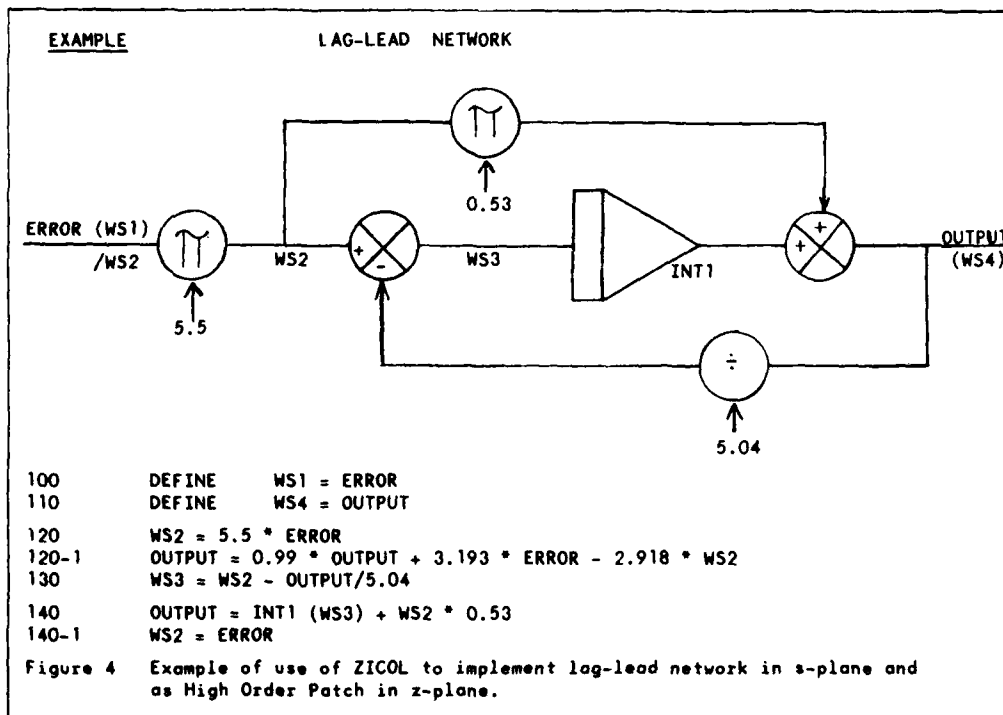 EXAMPLE LAG-LEAD NETWORK
π
0.53
ERROR (WS1)
/WS2
π
5.5
WS2
+
-
WS3
INT1
+
+
OUTPUT
(WS4)
÷
5.04
100 DEFINE WS1 = ERROR
110 DEFINE WS4 = OUTPUT
120 WS2 = 5.5 * ERROR
120-1 OUTPUT = 0.99 * OUTPUT + 3.193 * ERROR - 2.918 * WS2
130 WS3 = WS2 - OUTPUT/5.04
140 OUTPUT = INT1 (WS3) + WS2 * 0.53
140-1 WS2 = ERROR
Figure 4 Example of use of ZICOL to implement lag-lead network in s-plane and
as High Order Patch in z-plane.